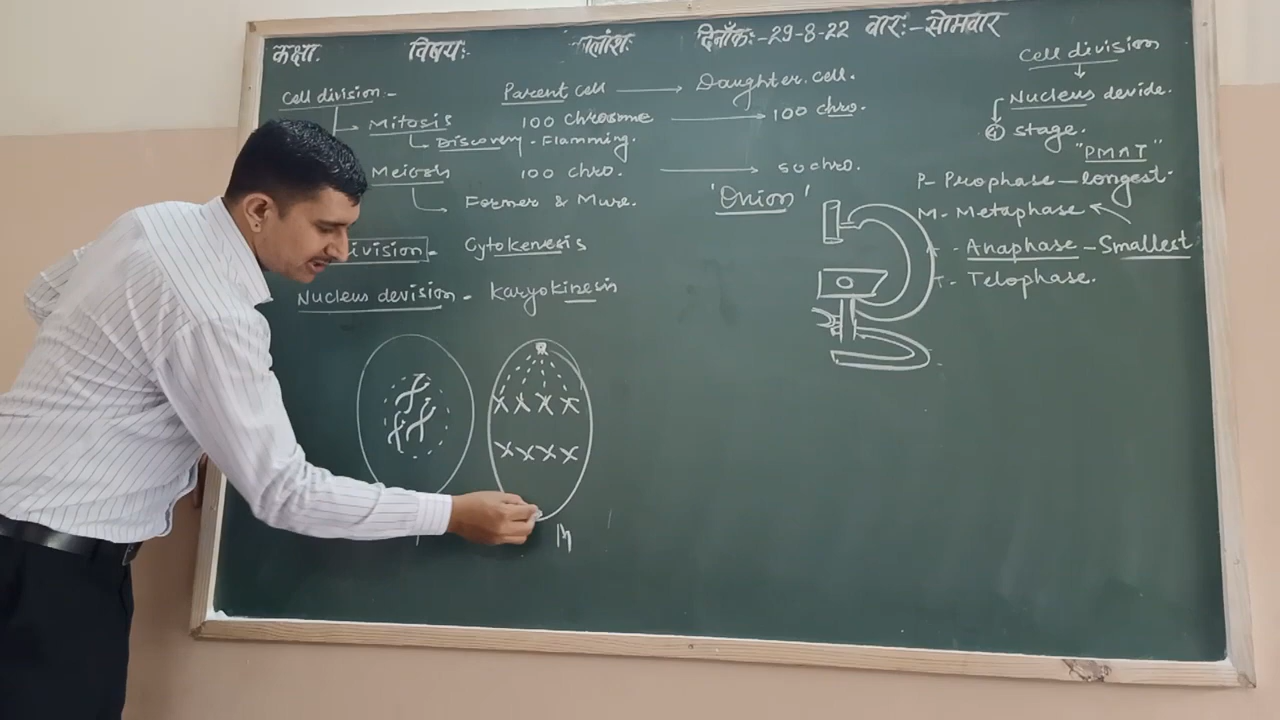 कक्षा. विषय:- कालांश: दिनाँक:-29-8-22 वार:-सोमवार
Cell division:-
Parent cell → Daughter cell.
Mitosis 100 Chrosome → 100 chro.
Discovery - Flamming.
Meiosis 100 chro. → 50 chro.
Former & Mure.
ivision - Cytokenesis
Nucleus devision - Karyokinesis
'Onion'
Cell division
↓
Nucleus devide.
④ stage.
"PMAT"
P- Prophase - longest.
M- Metaphase
- Anaphase - Smallest
T- Telophase.
M